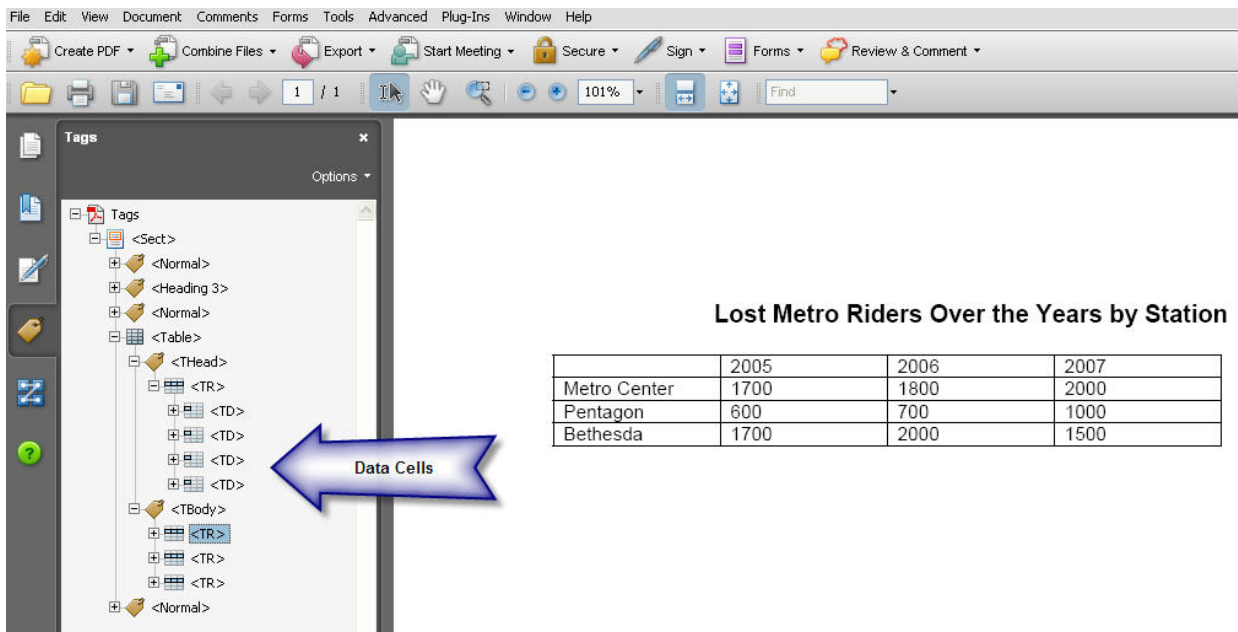 File Edit View Document Comments Forms Tools Advanced Plug-Ins Window Help
Create PDF Combine Files Export Start Meeting Secure Sign Forms Review & Comment
1 / 1 101% Find
Tags
Options
Tags
<Sect>
<Normal>
<Heading 3>
<Normal>
<Table>
<THead>
<TR>
<TD>
<TD>
<TD>
<TD>
<TBody>
<TR>
<TR>
<TR>
<Normal>
Data Cells
Lost Metro Riders Over the Years by Station
2005 2006 2007
Metro Center 1700 1800 2000
Pentagon 600 700 1000
Bethesda 1700 2000 1500